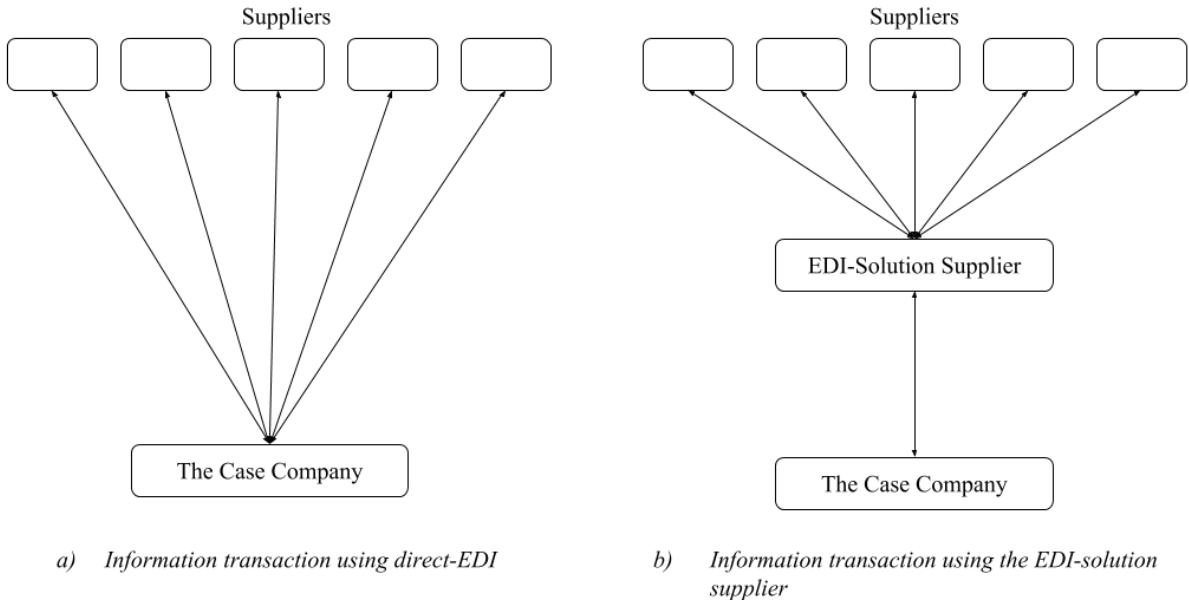 Suppliers
The Case Company
a) Information transaction using direct-EDI
Suppliers
EDI-Solution Supplier
The Case Company
b) Information transaction using the EDI-solution
supplier